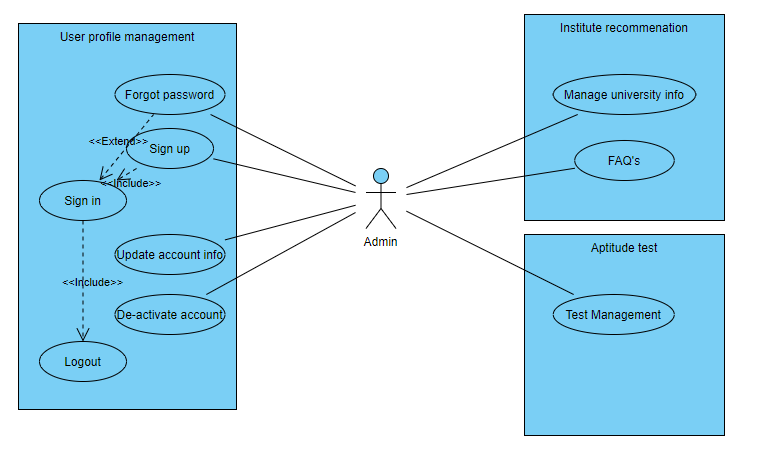 User profile management
Forgot password
<<Extend>>
Sign up
<<Include>>
Sign in
Update account info
<<Include>>
De-activate account
Logout
Admin
Institute recommenation
Manage university info
FAQ's
Aptitude test
Test Management